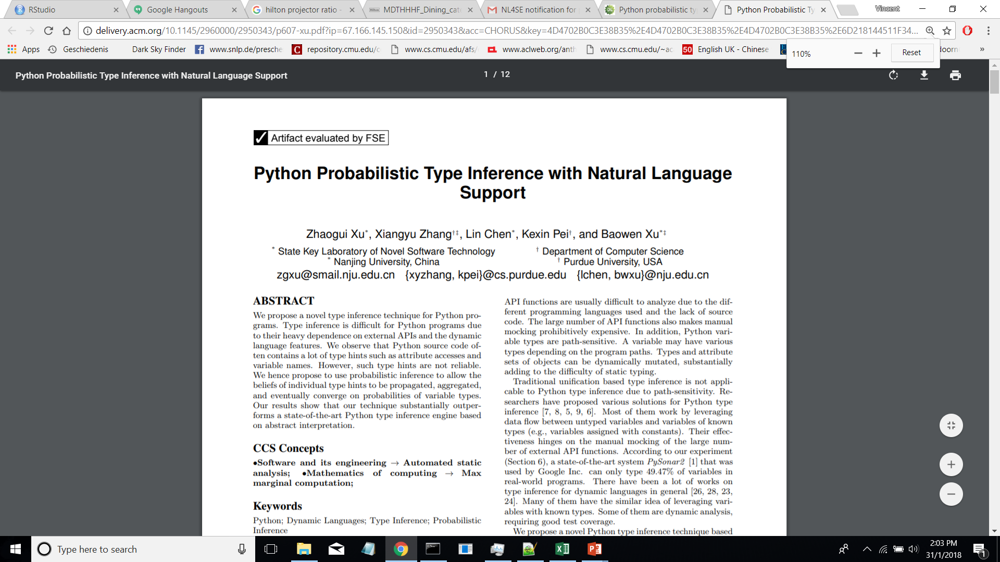 RStudio
Google Hangouts
hilton projector ratio -
MDTHHHF_Dining_cat
NL4SE notification for
Python probabilistic ty
Python Probabilistic Ty
Vincent
delivery.acm.org/10.1145/2960000/2950343/p607-xu.pdf?ip=67.166.145.150&id=2950343&acc=CHORUS&key=4D4702B0C3E38B35%2E4D4702B0C3E38B35%2E4D4702B0C3E38B35%2E6D218144511F34...
Apps
Geschiedenis
Dark Sky Finder
www.snlp.de/presche
repository.cmu.edu/c
www.cs.cmu.edu/afs/
www.aclweb.org/anth
www.cs.cmu.edu/~ac
50 English UK - Chinese
doorn
»
110%
Reset
Python Probabilistic Type Inference with Natural Language Support
1 / 12
Artifact evaluated by FSE
Python Probabilistic Type Inference with Natural Language
Support
Zhaogui Xu*, Xiangyu Zhang†‡, Lin Chen*, Kexin Pei†, and Baowen Xu*‡
* State Key Laboratory of Novel Software Technology
* Nanjing University, China
† Department of Computer Science
† Purdue University, USA
zgxu@smail.nju.edu.cn {xyzhang, kpei}@cs.purdue.edu {lchen, bwxu}@nju.edu.cn
ABSTRACT
We propose a novel type inference technique for Python pro-
grams. Type inference is difficult for Python programs due
to their heavy dependence on external APIs and the dynamic
language features. We observe that Python source code of-
ten contains a lot of type hints such as attribute accesses and
variable names. However, such type hints are not reliable.
We hence propose to use probabilistic inference to allow the
beliefs of individual type hints to be propagated, aggregated,
and eventually converge on probabilities of variable types.
Our results show that our technique substantially outper-
forms a state-of-the-art Python type inference engine based
on abstract interpretation.
CCS Concepts
•Software and its engineering → Automated static
analysis; •Mathematics of computing → Max
marginal computation;
Keywords
Python; Dynamic Languages; Type Inference; Probabilistic
Inference
API functions are usually difficult to analyze due to the dif-
ferent programming languages used and the lack of source
code. The large number of API functions also makes manual
mocking prohibitively expensive. In addition, Python vari-
able types are path-sensitive. A variable may have various
types depending on the program paths. Types and attribute
sets of objects can be dynamically mutated, substantially
adding to the difficulty of static typing.
Traditional unification based type inference is not appli-
cable to Python type inference due to path-sensitivity. Re-
searchers have proposed various solutions for Python type
inference [7, 8, 5, 9, 6]. Most of them work by leveraging
data flow between untyped variables and variables of known
types (e.g., variables assigned with constants). Their effec-
tiveness hinges on the manual mocking of the large num-
ber of external API functions. According to our experiment
(Section 6), a state-of-the-art system PySonar2 [1] that was
used by Google Inc. can only type 49.47% of variables in
real-world programs. There have been a lot of works on
type inference for dynamic languages in general [26, 28, 23,
24]. Many of them have the similar idea of leveraging vari-
ables with known types. Some of them are dynamic analysis,
requiring good test coverage.
We propose a novel Python type inference technique based
Type here to search
2:03 PM
31/1/2018
1